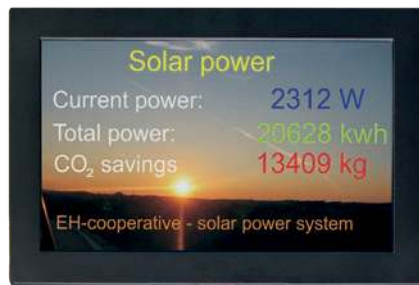 Solar power
Current power: 2312 W
Total power: 20628 kwh
CO₂ savings 13409 kg
EH-cooperative - solar power system